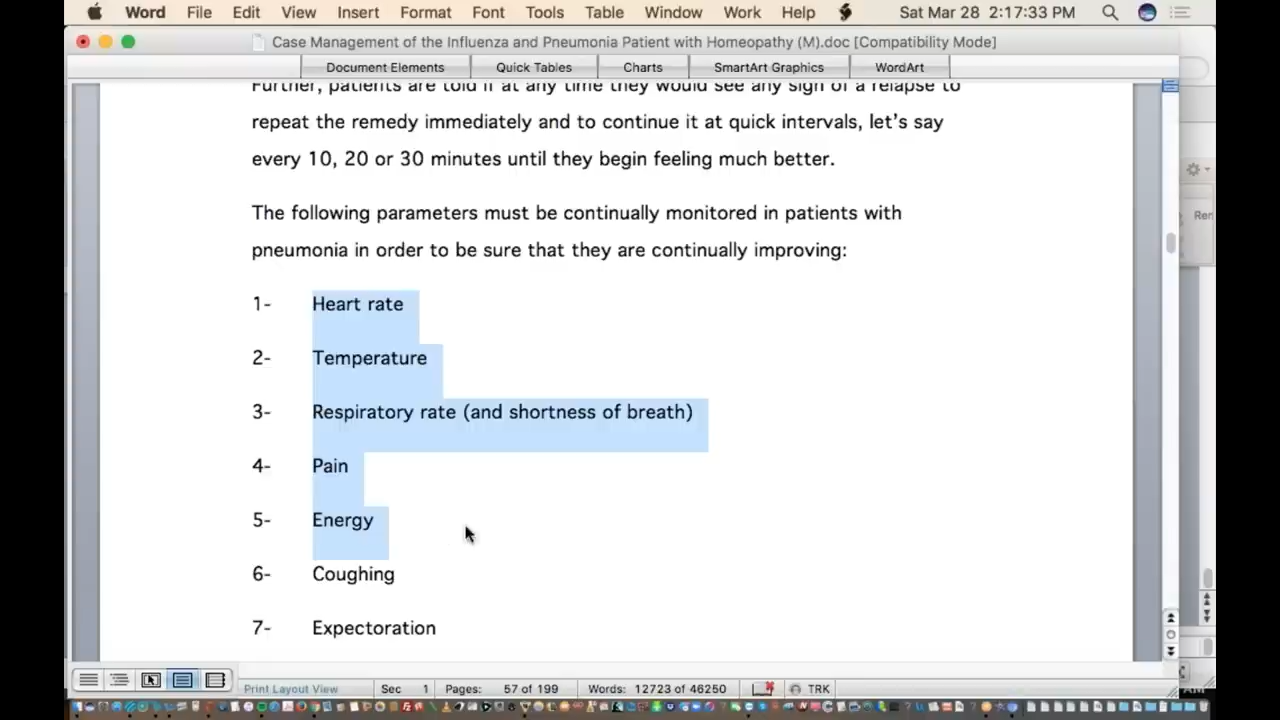 Word File Edit View Insert Format Font Tools Table Window Work Help Sat Mar 28 2:17:33 PM
Case Management of the Influenza and Pneumonia Patient with Homeopathy (M).doc [Compatibility Mode]
Document Elements Quick Tables Charts SmartArt Graphics WordArt
Further, patients are told if at any time they would see any sign of a relapse to
repeat the remedy immediately and to continue it at quick intervals, let's say
every 10, 20 or 30 minutes until they begin feeling much better.
The following parameters must be continually monitored in patients with
pneumonia in order to be sure that they are continually improving:
1- Heart rate
2- Temperature
3- Respiratory rate (and shortness of breath)
4- Pain
5- Energy
6- Coughing
7- Expectoration
Print Layout View Sec 1 Pages: 57 of 199 Words: 12723 of 46250 TRK